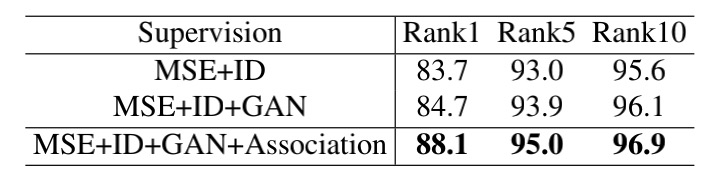 Supervision Rank1 Rank5 Rank10
MSE+ID 83.7 93.0 95.6
MSE+ID+GAN 84.7 93.9 96.1
MSE+ID+GAN+Association 88.1 95.0 96.9